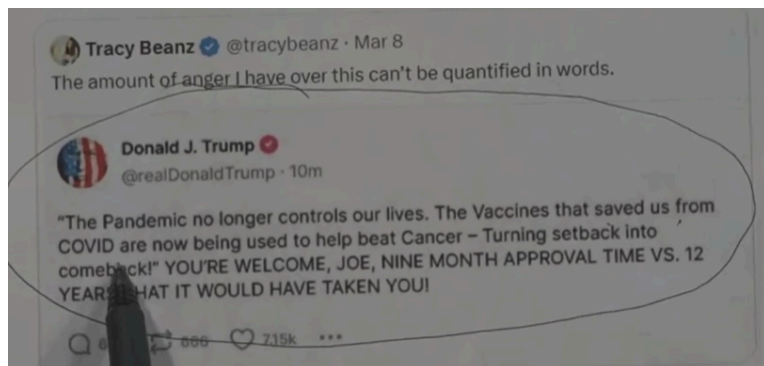 Tracy Beanz @tracybeanz · Mar 8
The amount of anger I have over this can't be quantified in words.
Donald J. Trump
@realDonaldTrump · 10m
"The Pandemic no longer controls our lives. The Vaccines that saved us from
COVID are now being used to help beat Cancer – Turning setback into
comeback!" YOU'RE WELCOME, JOE, NINE MONTH APPROVAL TIME VS. 12
YEARS THAT IT WOULD HAVE TAKEN YOU!
666 7.15k